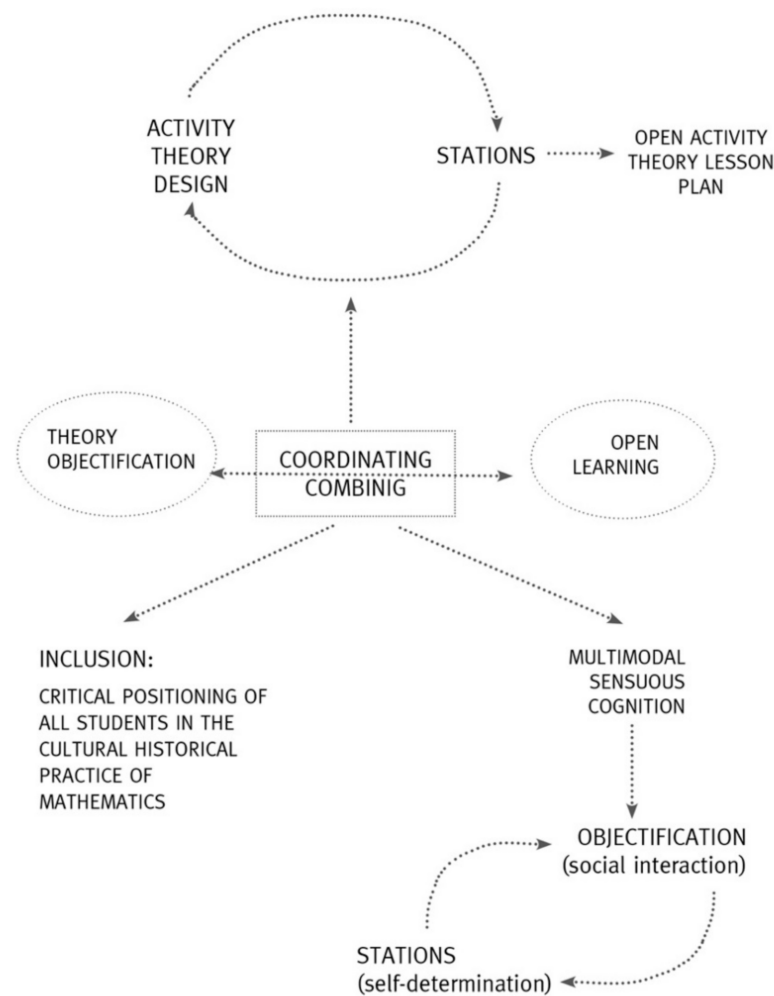 ACTIVITY
THEORY
DESIGN
STATIONS
OPEN ACTIVITY
THEORY LESSON
PLAN
THEORY
OBJECTIFICATION
COORDINATING
COMBINIG
OPEN
LEARNING
INCLUSION:
CRITICAL POSITIONING OF
ALL STUDENTS IN THE
CULTURAL HISTORICAL
PRACTICE OF
MATHEMATICS
MULTIMODAL
SENSUOUS
COGNITION
OBJECTIFICATION
(social interaction)
STATIONS
(self-determination)